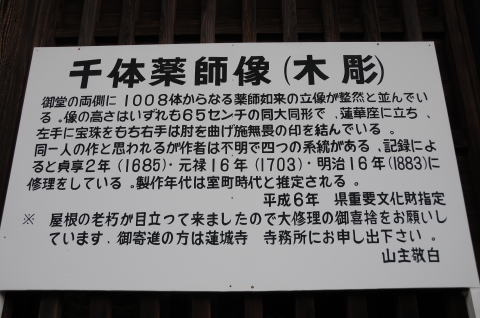 千体薬師像(木彫)
御堂の両側に1008体からなる薬師如来の立像が整然と並んでい
る。像の高さはいずれも65センチの同大同形で、蓮華座に立ち、
左手に宝珠をもち右手は肘を曲げ施無畏の印を結んでいる。
同一人の作と思われるが作者は不明で四つの系統がある、記録によ
ると貞享2年(1685)・元禄16年(1703)・明治16年(1883)に
修理をしている。製作年代は室町時代と推定される。
平成6年 県重要文化財指定
※ 屋根の老朽が目立って来ましたので大修理の御喜捨をお願いし
ています、御寄進の方は蓮城寺 寺務所にお申し出下さい。
山主敬白